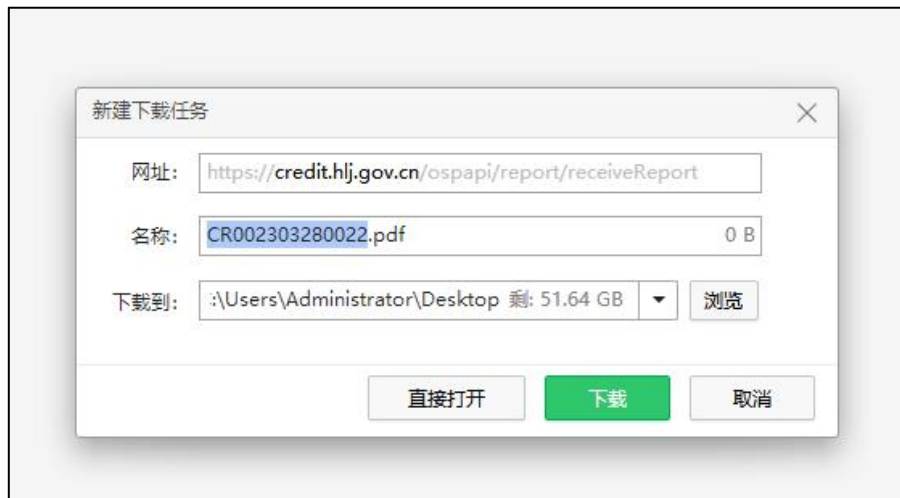 新建下载任务
网址: https://credit.hlj.gov.cn/ospapi/report/receiveReport
名称: CR002303280022.pdf 0 B
下载到: :\Users\Administrator\Desktop 剩: 51.64 GB 浏览
直接打开 下载 取消